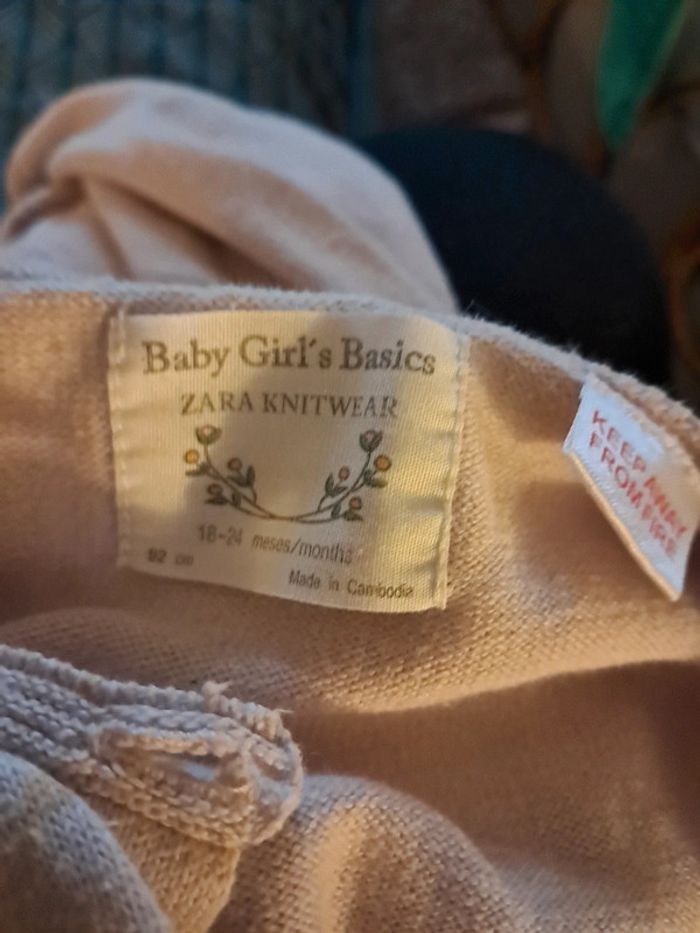 Baby Girl´s Basics
ZARA KNITWEAR
18-24 meses/months
92 cm
Made in Cambodia
KEEP AWAY
FROM FIRE